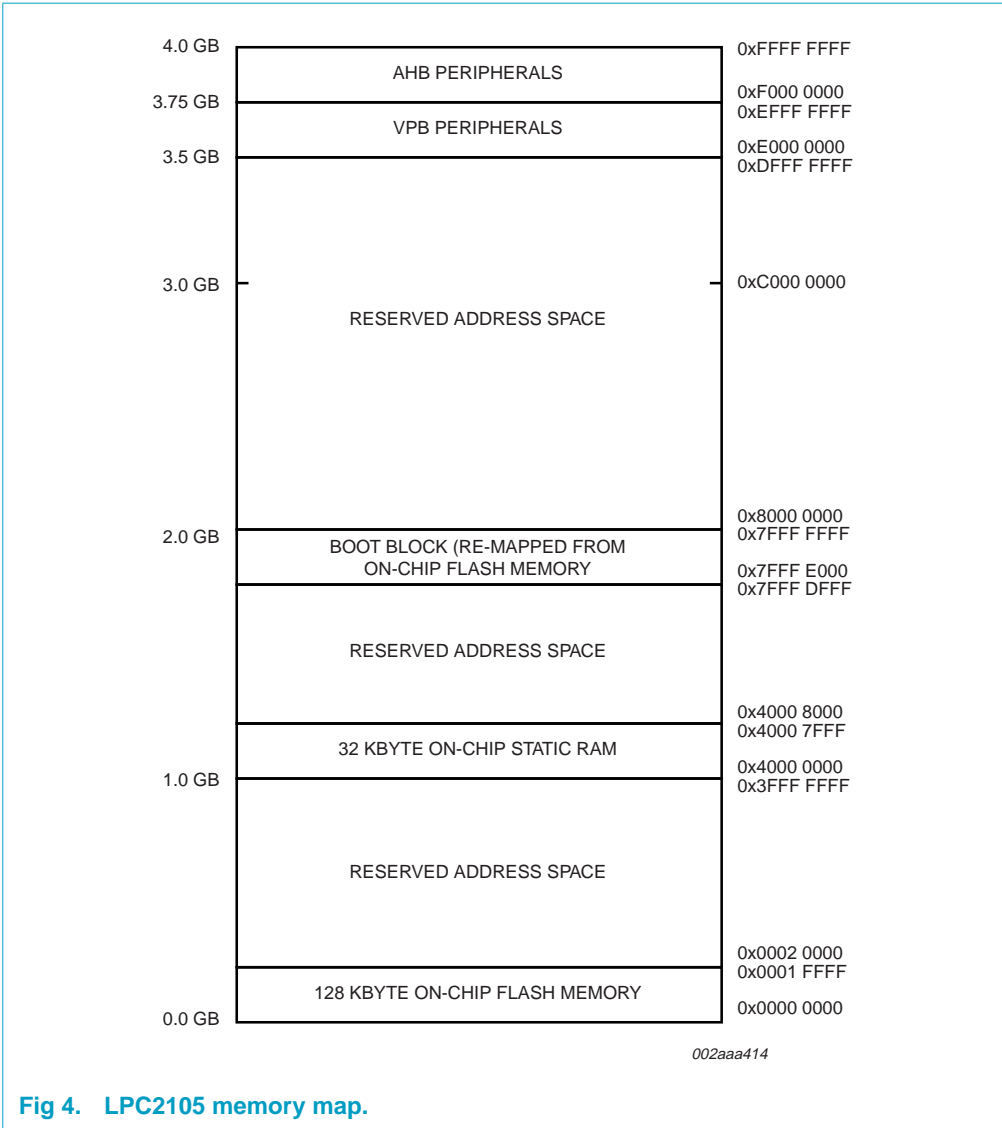 4.0 GB
0xFFFF FFFF
AHB PERIPHERALS
0xF000 0000
3.75 GB
0xEFFF FFFF
VPB PERIPHERALS
0xE000 0000
3.5 GB
0xDFFF FFFF
3.0 GB
0xC000 0000
RESERVED ADDRESS SPACE
0x8000 0000
2.0 GB
0x7FFF FFFF
BOOT BLOCK (RE-MAPPED FROM
ON-CHIP FLASH MEMORY
0x7FFF E000
0x7FFF DFFF
RESERVED ADDRESS SPACE
0x4000 8000
0x4000 7FFF
32 KBYTE ON-CHIP STATIC RAM
0x4000 0000
1.0 GB
0x3FFF FFFF
RESERVED ADDRESS SPACE
0x0002 0000
0x0001 FFFF
128 KBYTE ON-CHIP FLASH MEMORY
0x0000 0000
0.0 GB
002aaa414
Fig 4. LPC2105 memory map.